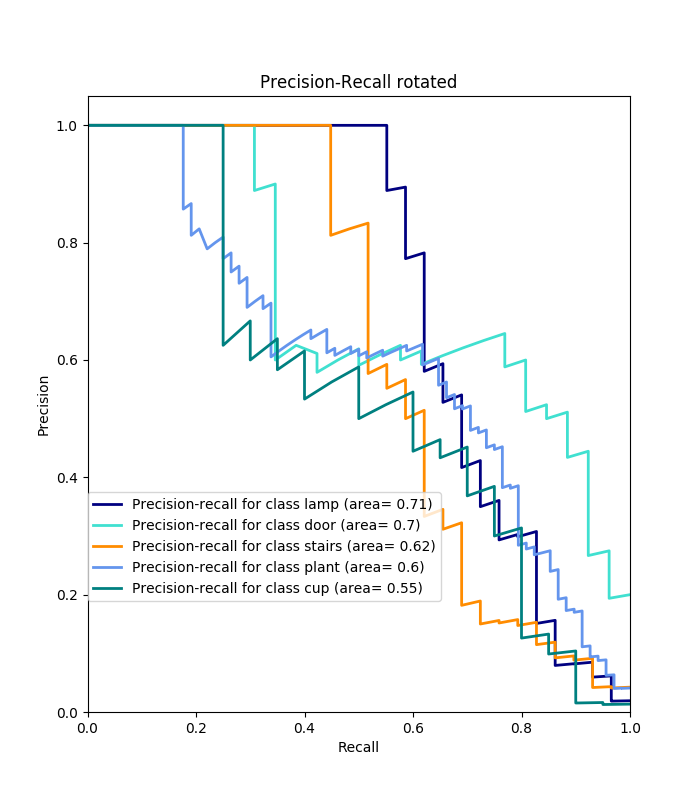 Precision-Recall rotated
1.0
0.8
0.6
0.4
0.2
0.0
Precision
Precision-recall for class lamp (area= 0.71)
Precision-recall for class door (area= 0.7)
Precision-recall for class stairs (area= 0.62)
Precision-recall for class plant (area= 0.6)
Precision-recall for class cup (area= 0.55)
0.0 0.2 0.4 0.6 0.8 1.0
Recall